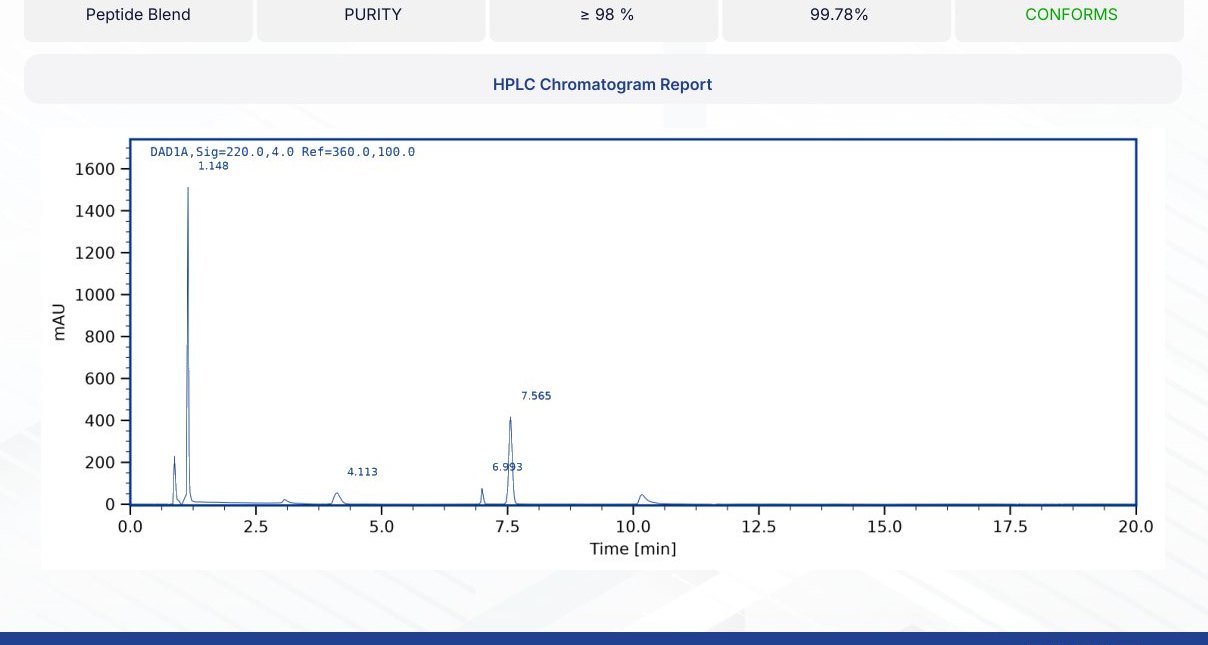 Peptide Blend PURITY ≥ 98 % 99.78% CONFORMS
HPLC Chromatogram Report
DAD1A,Sig=220.0,4.0 Ref=360.0,100.0
1.148
1600
1400
1200
1000
800
600
400
200
0
mAU
7.565
4.113
6.993
0.0 2.5 5.0 7.5 10.0 12.5 15.0 17.5 20.0
Time [min]